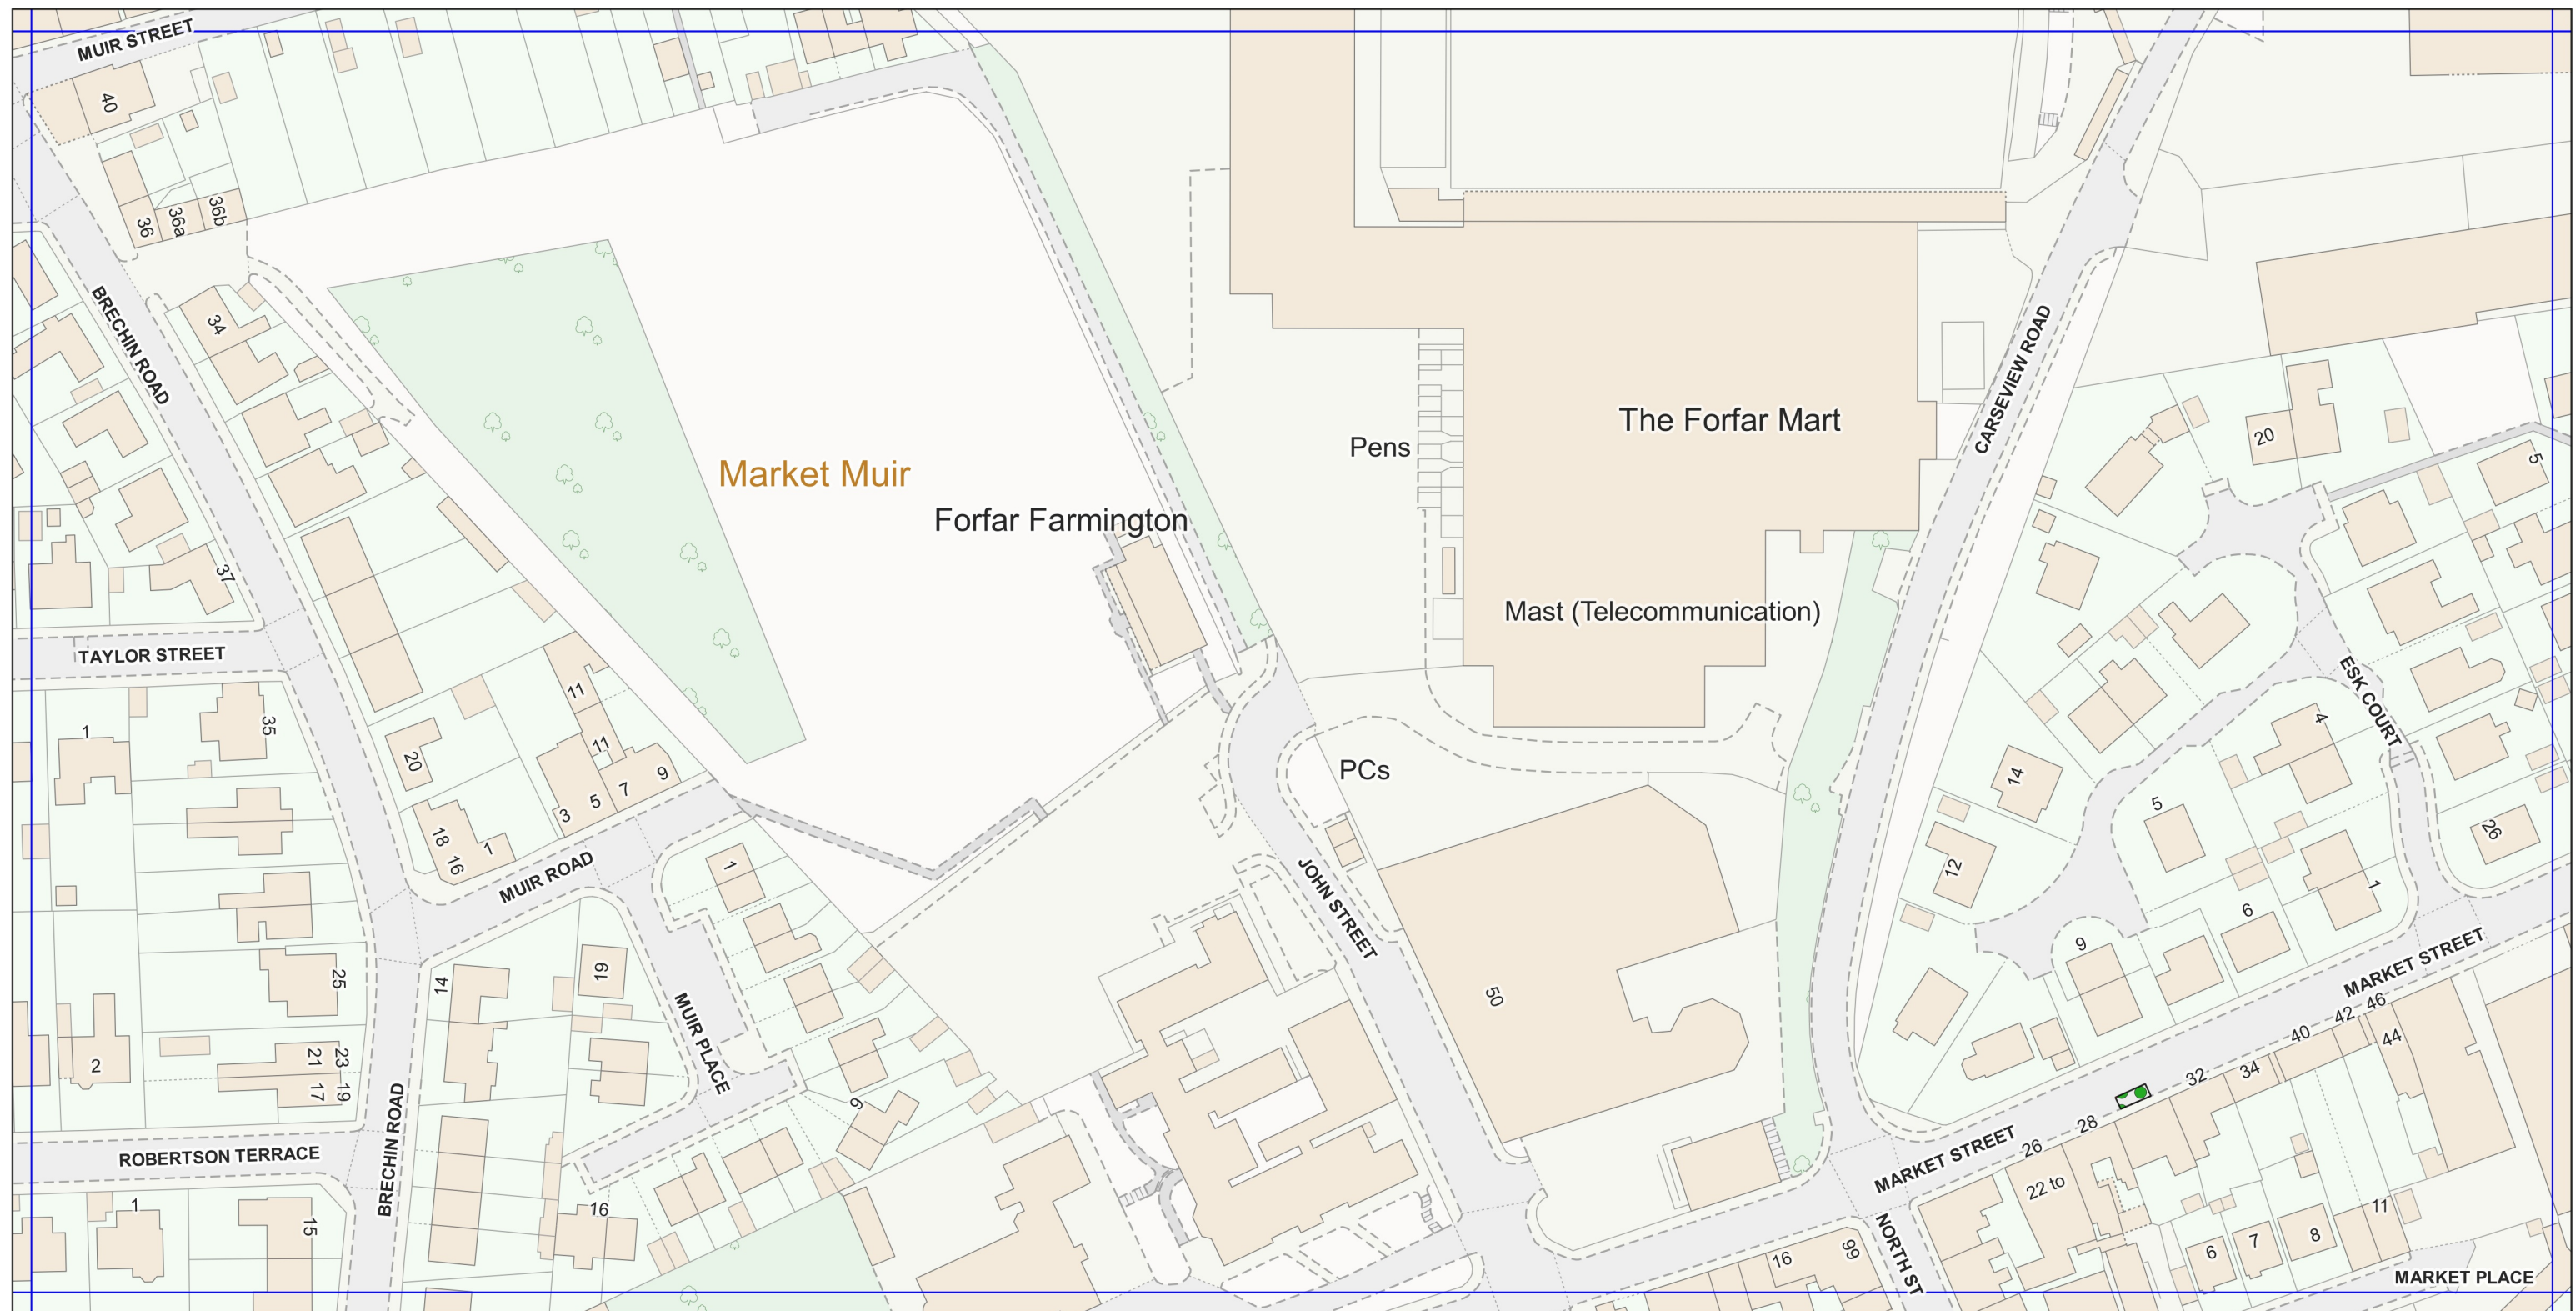 MUIR STREET
40
36
36a
36b
34
BRECHIN ROAD
Market Muir
Forfar Farmington
Pens
The Forfar Mart
Mast (Telecommunication)
CARSEVIEW ROAD
20
5
37
TAYLOR STREET
1
35
20
11
11
3
5
7
9
18
16
1
MUIR ROAD
1
PCs
JOHN STREET
50
14
12
5
4
ESK COURT
26
1
6
9
25
14
19
MUIR PLACE
2
21
23
17
19
BRECHIN ROAD
9
ROBERTSON TERRACE
1
15
16
MARKET STREET
46
42
44
40
34
32
28
26
MARKET STREET
22 to
11
8
7
6
NORTH ST
99
16
MARKET PLACE